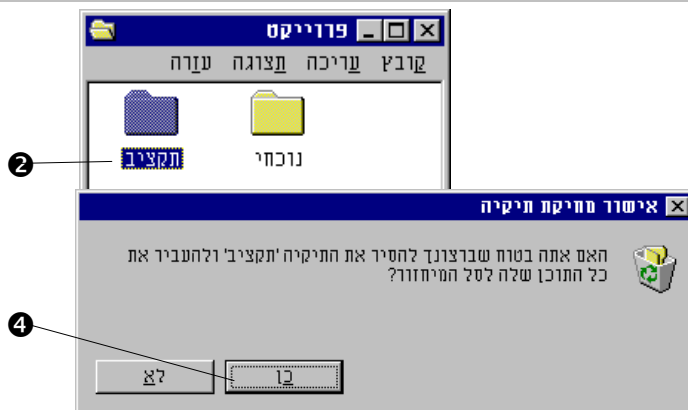 פרוייקט
קובץ עריכה תצוגה עזרה
נוכחי
תקציב
2
אישור מחיקת תיקיה
האם אתה בטוח שברצונך להסיר את התיקיה 'תקציב' ולהעביר את
כל התוכן שלה לסל המיחזור?
4
כן
לא